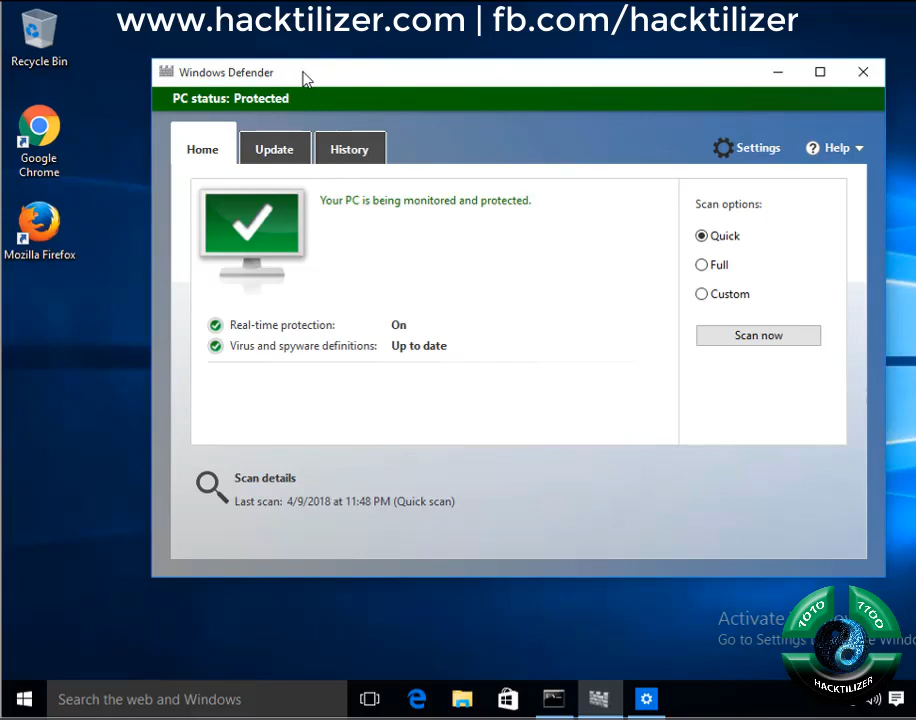 www.hacktilizer.com | fb.com/hacktilizer
Recycle Bin
Windows Defender
PC status: Protected
Home
Update
History
Settings
Help
Google
Chrome
Your PC is being monitored and protected.
Scan options:
Quick
Full
Custom
Mozilla Firefox
Real-time protection:
On
Virus and spyware definitions:
Up to date
Scan now
Scan details
Last scan: 4/9/2018 at 11:48 PM (Quick scan)
Activate
Go to Settings
1010
1100
HACKTILIZER
Search the web and Windows